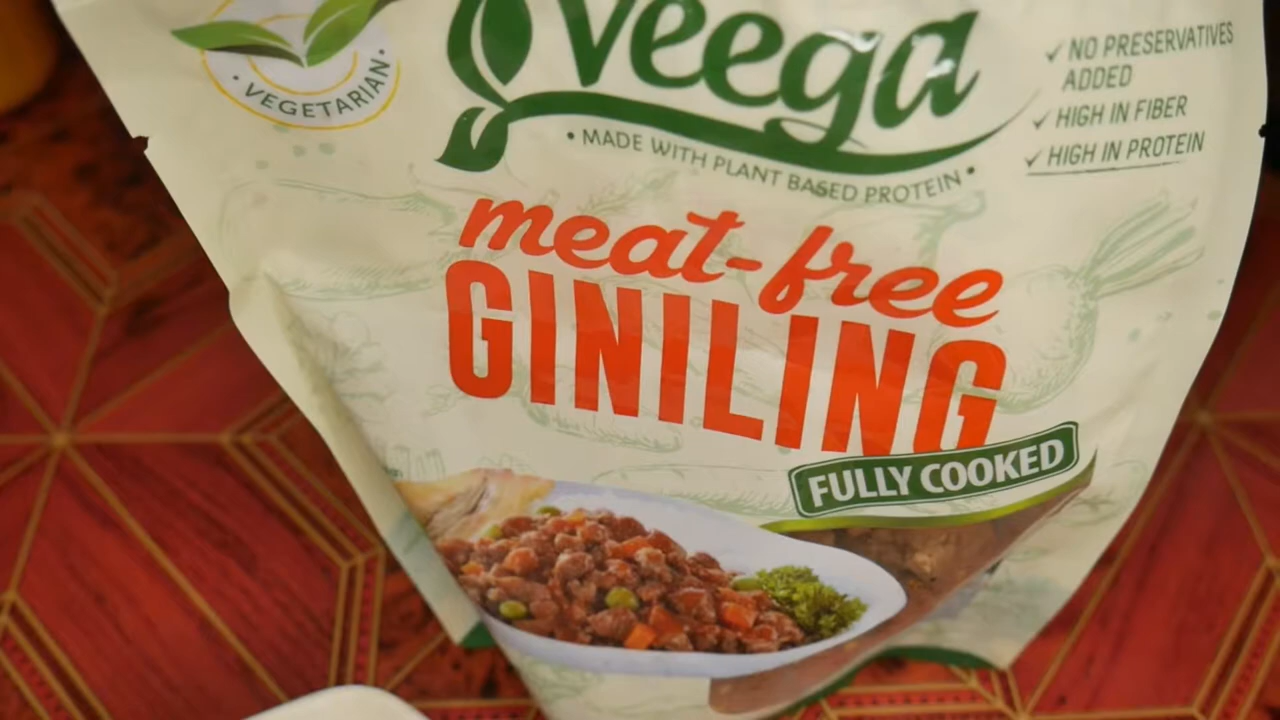 VEGETARIAN
Veega
• MADE WITH PLANT BASED PROTEIN •
✓ NO PRESERVATIVES
ADDED
✓ HIGH IN FIBER
✓ HIGH IN PROTEIN
meat-free
GINILING
FULLY COOKED